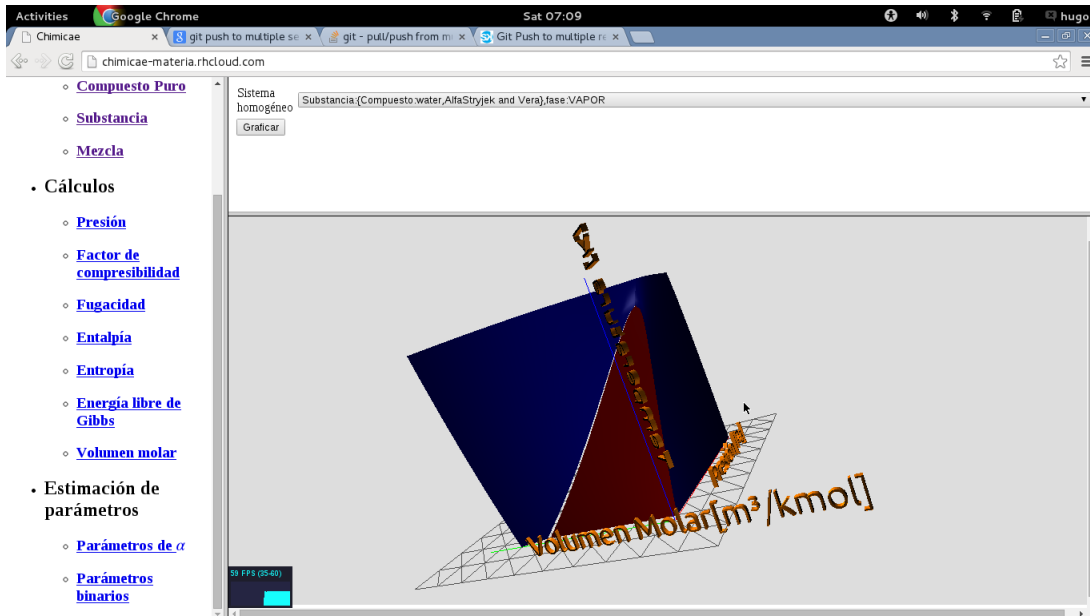 Activities
Google Chrome
Sat 07:09
hugo
Chimicae
git push to multiple se
git - pull/push from m
Git Push to multiple re
chimicae-materia.rhcloud.com
Compuesto Puro
Substancia
Mezcla
Cálculos
Presión
Factor de
compresibilidad
Fugacidad
Entalpía
Entropía
Energía libre de
Gibbs
Volumen molar
Estimación de
parámetros
Parámetros de α
Parámetros
binarios
Sistema
homogéneo
Substancia:{Compuesto:water,AlfaStryjek and Vera},fase:VAPOR
Graficar
Volumen Molar[m³/kmol]
59 FPS (35-60)